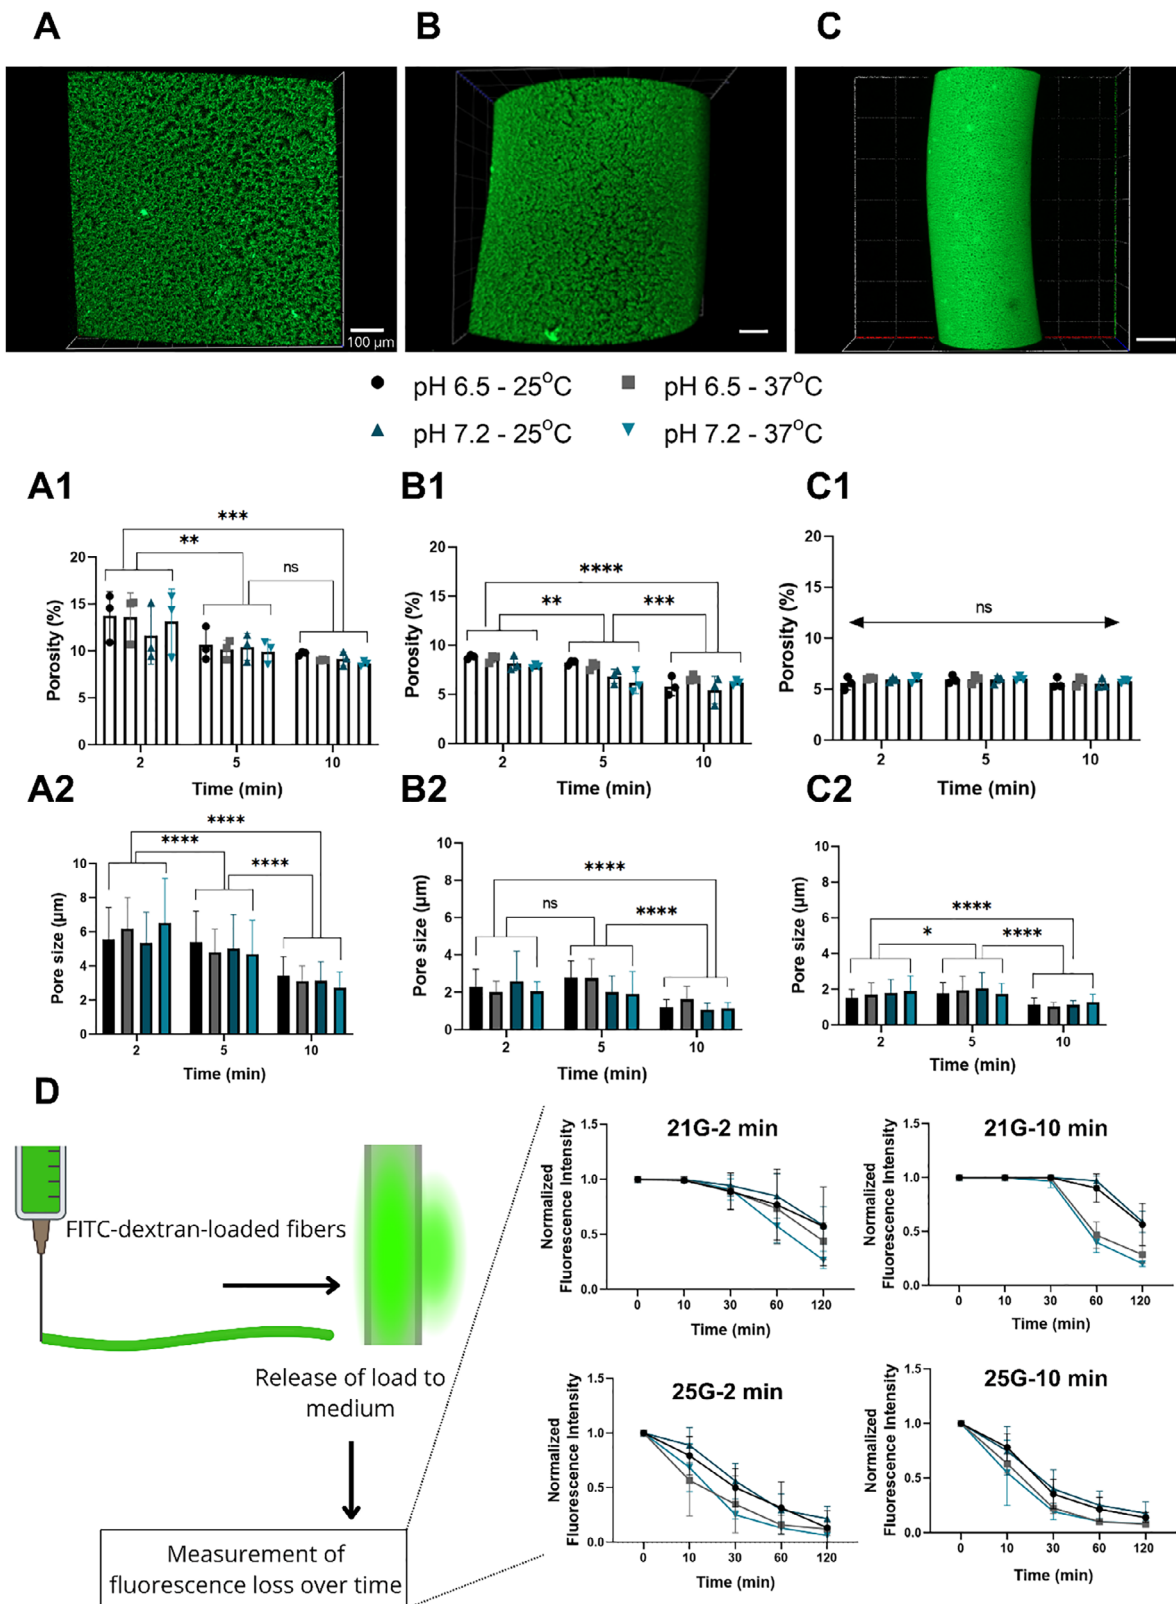 A
B
C
100 µm
pH 6.5 - 25°C
pH 6.5 - 37°C
pH 7.2 - 25°C
pH 7.2 - 37°C
A1
Porosity (%)
20
15
10
5
0
***
**
ns
2
5
10
Time (min)
B1
Porosity (%)
20
15
10
5
0
****
**
***
2
5
10
Time (min)
C1
Porosity (%)
20
15
10
5
0
ns
2
5
10
Time (min)
A2
Pore size (µm)
10
8
6
4
2
0
****
****
****
2
5
10
Time (min)
B2
Pore size (µm)
10
8
6
4
2
0
****
ns
****
2
5
10
Time (min)
C2
Pore size (µm)
10
8
6
4
2
0
****
*
****
2
5
10
Time (min)
D
FITC-dextran-loaded fibers
Release of load to
medium
Measurement of
fluorescence loss over time
21G-2 min
Normalized
Fluorescence Intensity
1.5
1.0
0.5
0.0
0
10
30
60
120
Time (min)
21G-10 min
Normalized
Fluorescence Intensity
1.5
1.0
0.5
0.0
0
10
30
60
120
Time (min)
25G-2 min
Normalized
Fluorescence Intensity
1.5
1.0
0.5
0.0
0
10
30
60
120
Time (min)
25G-10 min
Normalized
Fluorescence Intensity
1.5
1.0
0.5
0.0
0
10
30
60
120
Time (min)